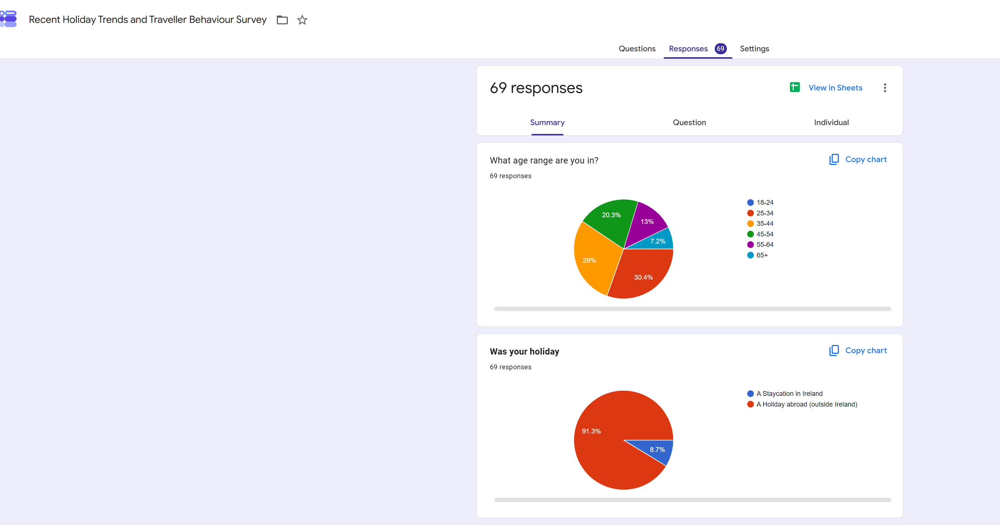 Recent Holiday Trends and Traveller Behaviour Survey
Questions
Responses 69
Settings
69 responses
View in Sheets
Summary
Question
Individual
What age range are you in?
Copy chart
69 responses
20.3%
13%
7.2%
29%
30.4%
18-24
25-34
35-44
45-54
55-64
65+
Was your holiday
Copy chart
69 responses
91.3%
8.7%
A Staycation in Ireland
A Holiday abroad (outside Ireland)